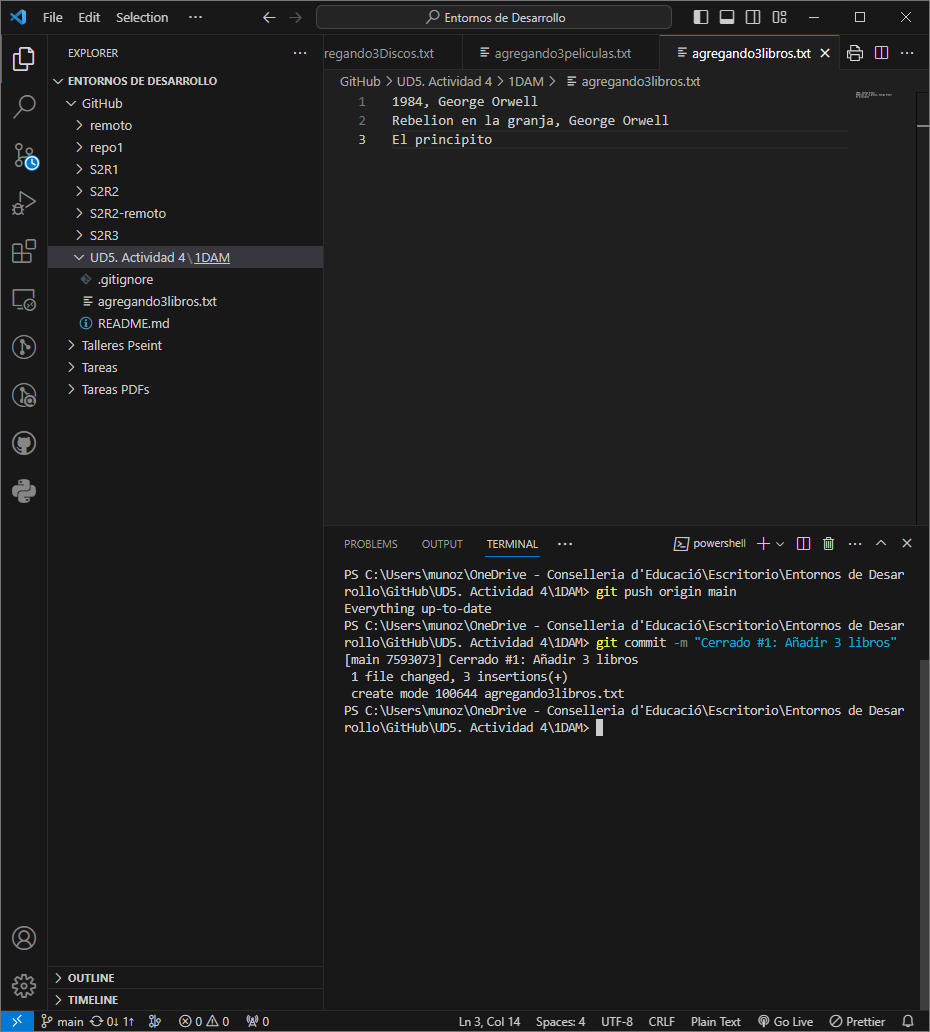 File Edit Selection ··· Entornos de Desarrollo
EXPLORER ···
ENTORNOS DE DESARROLLO
GitHub
remoto
repo1
S2R1
S2R2
S2R2-remoto
S2R3
UD5. Actividad 4\1DAM
.gitignore
agregando3libros.txt
README.md
Talleres Pseint
Tareas
Tareas PDFs
OUTLINE
TIMELINE
regando3Discos.txt agregando3peliculas.txt agregando3libros.txt ···
GitHub > UD5. Actividad 4 > 1DAM > agregando3libros.txt
1 1984, George Orwell
2 Rebelion en la granja, George Orwell
3 El principito
PROBLEMS OUTPUT TERMINAL ··· powershell ···
PS C:\Users\munoz\OneDrive - Conselleria d'Educació\Escritorio\Entornos de Desar
rollo\GitHub\UD5. Actividad 4\1DAM> git push origin main
Everything up-to-date
PS C:\Users\munoz\OneDrive - Conselleria d'Educació\Escritorio\Entornos de Desar
rollo\GitHub\UD5. Actividad 4\1DAM> git commit -m "Cerrado #1: Añadir 3 libros"
[main 7593073] Cerrado #1: Añadir 3 libros
1 file changed, 3 insertions(+)
create mode 100644 agregando3libros.txt
PS C:\Users\munoz\OneDrive - Conselleria d'Educació\Escritorio\Entornos de Desar
rollo\GitHub\UD5. Actividad 4\1DAM>
main 0↓ 1↑ 0 0 0 Ln 3, Col 14 Spaces: 4 UTF-8 CRLF Plain Text Go Live Prettier